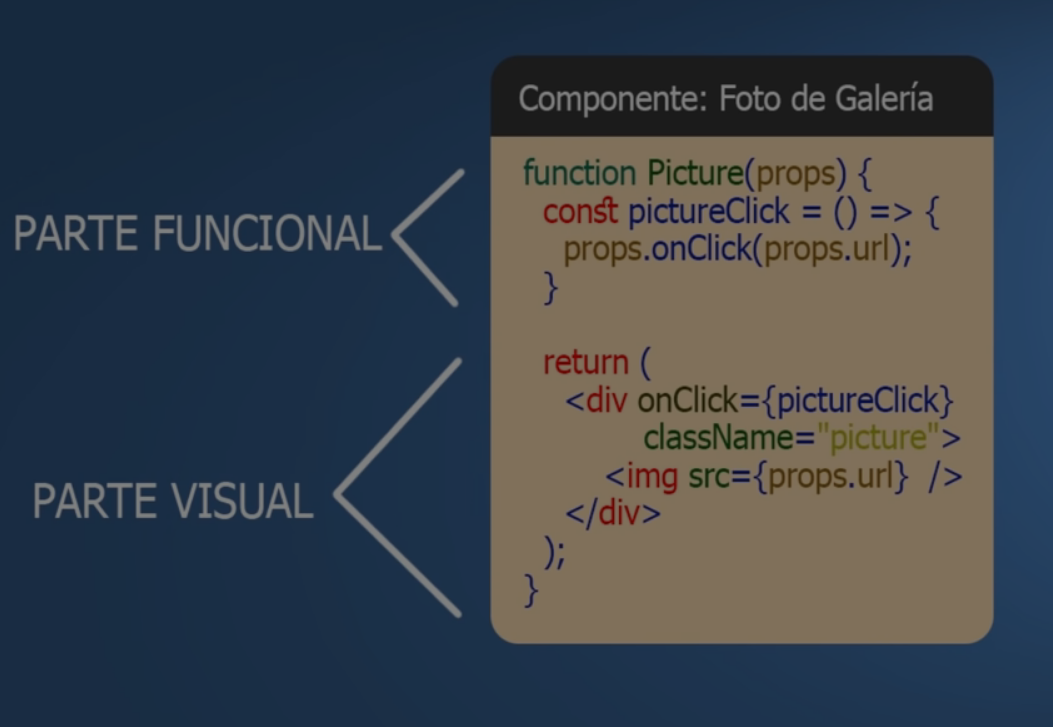 Componente: Foto de Galería
PARTE FUNCIONAL
function Picture(props) {
const pictureClick = () => {
props.onClick(props.url);
}
PARTE VISUAL
return (
<div onClick={pictureClick}
className="picture">
<img src={props.url} />
</div>
);
}